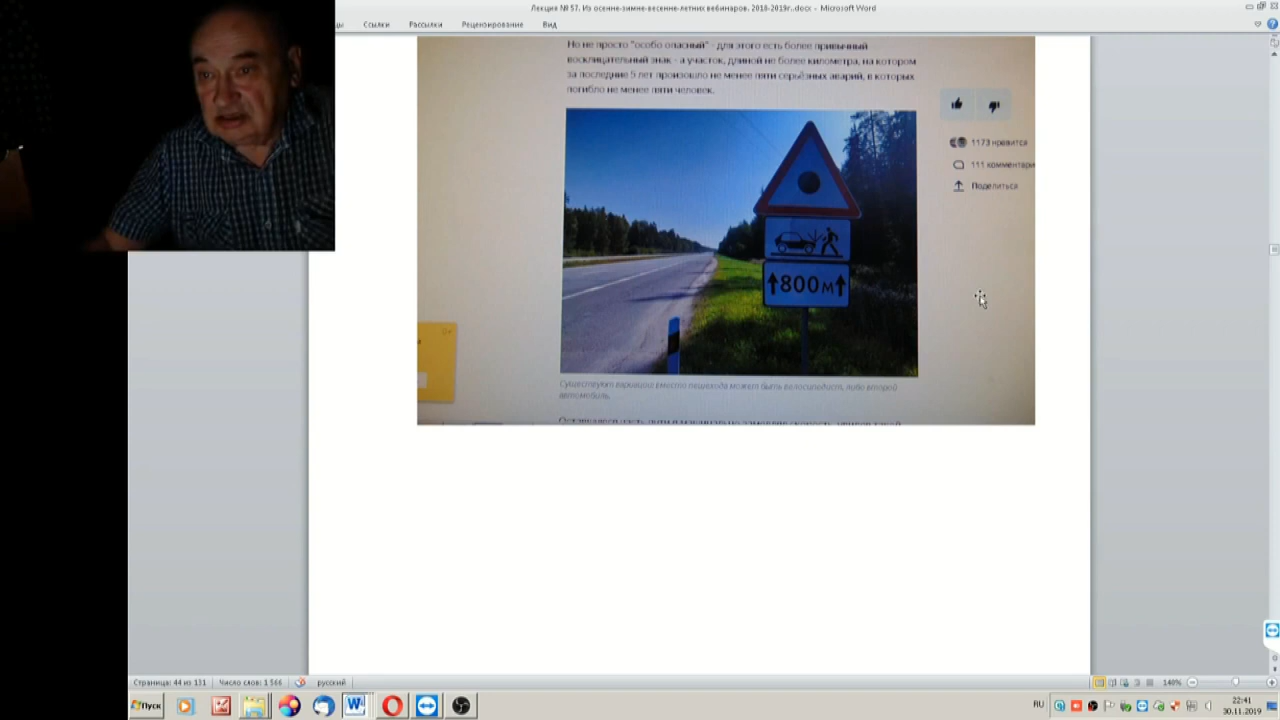 Лекция № 57. Из осенне-зимне-весенне-летних вебинаров. 2018-2019г..docx - Microsoft Word
Ссылки Рассылки Рецензирование Вид
Но не просто "особо опасный" - для этого есть более привычный
восклицательный знак - а участок, длиной не более километра, на котором
за последние 5 лет произошло не менее пяти серьёзных аварий, в которых
погибло не менее пяти человек.
1173 нравится
111 комментари
Поделиться
800м
Существуют вариации вместо пешехода может быть велосипедист, либо второй
автомобиль.
Страница: 44 из 131 Число слов: 1 566 русский 140%
Пуск
RU
22:41
30.11.2019